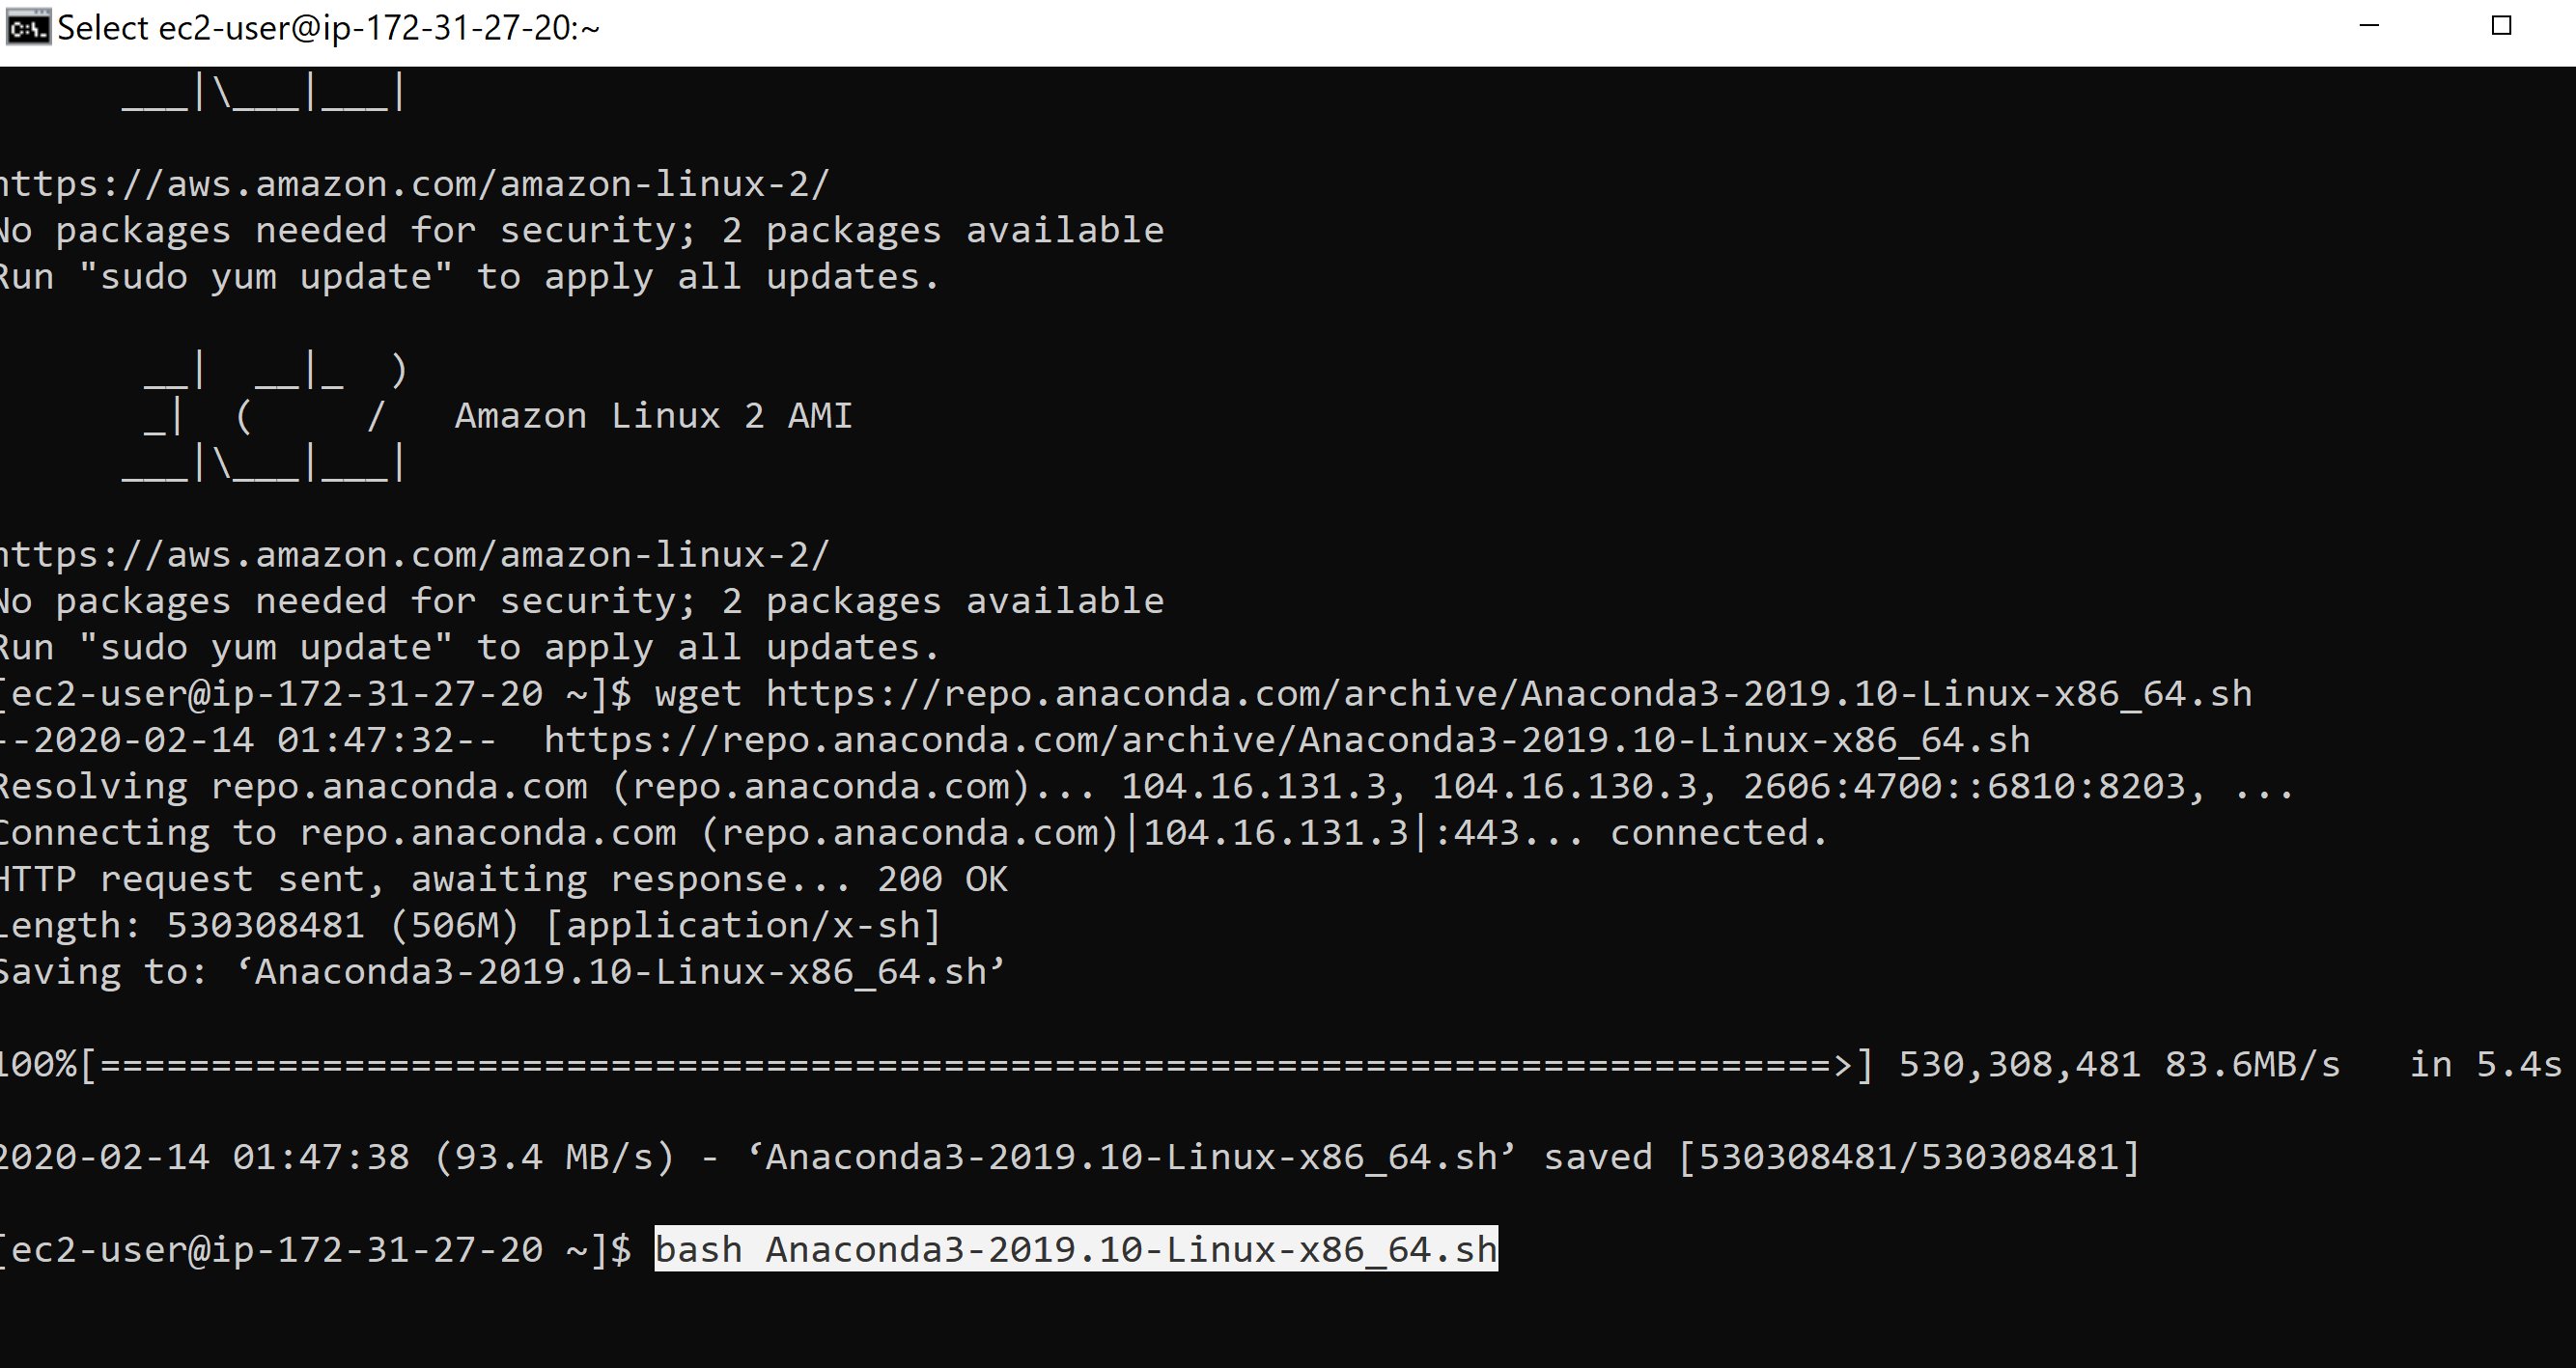 Select ec2-user@ip-172-31-27-20:~
___|\___|___|
https://aws.amazon.com/amazon-linux-2/
No packages needed for security; 2 packages available
Run "sudo yum update" to apply all updates.
__|  __|_  )
_|  (     /   Amazon Linux 2 AMI
___|\___|___|
https://aws.amazon.com/amazon-linux-2/
No packages needed for security; 2 packages available
Run "sudo yum update" to apply all updates.
[ec2-user@ip-172-31-27-20 ~]$ wget https://repo.anaconda.com/archive/Anaconda3-2019.10-Linux-x86_64.sh
--2020-02-14 01:47:32--  https://repo.anaconda.com/archive/Anaconda3-2019.10-Linux-x86_64.sh
Resolving repo.anaconda.com (repo.anaconda.com)... 104.16.131.3, 104.16.130.3, 2606:4700::6810:8203, ...
Connecting to repo.anaconda.com (repo.anaconda.com)|104.16.131.3|:443... connected.
HTTP request sent, awaiting response... 200 OK
Length: 530308481 (506M) [application/x-sh]
Saving to: ‘Anaconda3-2019.10-Linux-x86_64.sh’
100%[==============================================================================>] 530,308,481 83.6MB/s   in 5.4s
2020-02-14 01:47:38 (93.4 MB/s) - ‘Anaconda3-2019.10-Linux-x86_64.sh’ saved [530308481/530308481]
[ec2-user@ip-172-31-27-20 ~]$ bash Anaconda3-2019.10-Linux-x86_64.sh